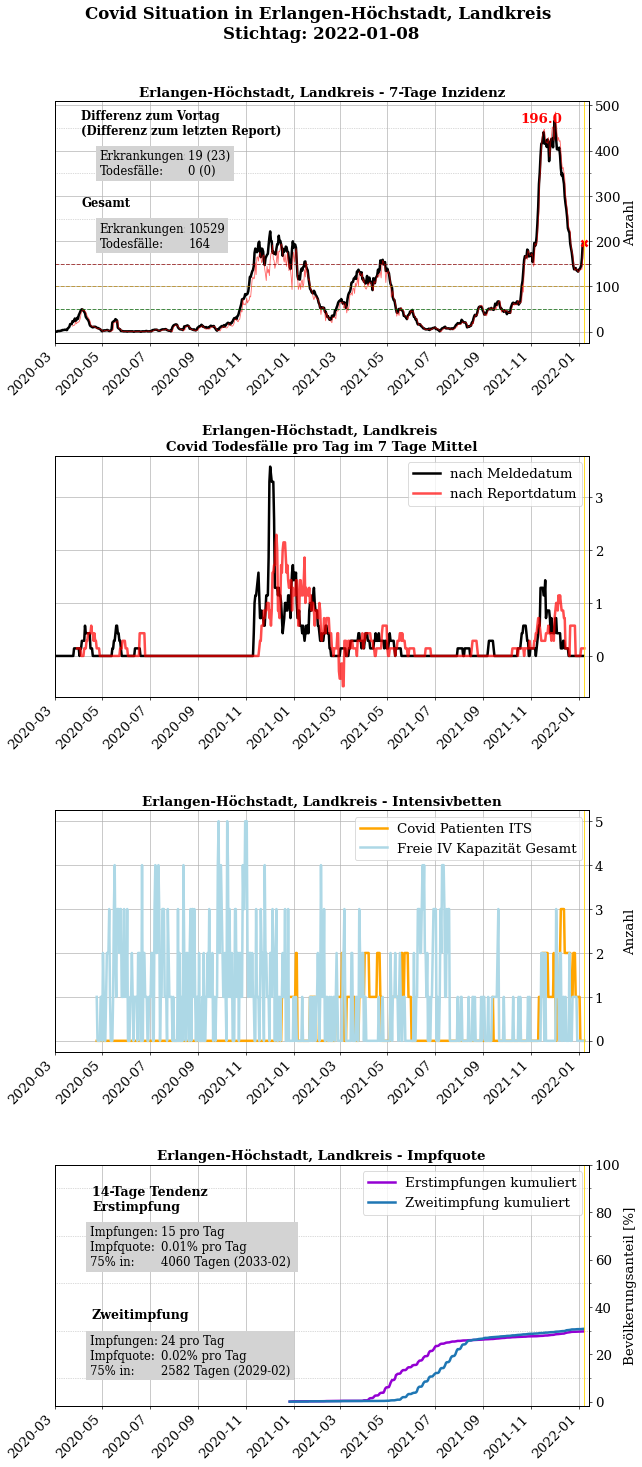 Covid Situation in Erlangen-Höchstadt, Landkreis
Stichtag: 2022-01-08
Erlangen-Höchstadt, Landkreis - 7-Tage Inzidenz
Differenz zum Vortag
(Differenz zum letzten Report)
Erkrankungen 19 (23)
Todesfälle: 0 (0)
Gesamt
Erkrankungen 10529
Todesfälle: 164
196.0
500
400
300
200
100
0
Anzahl
2020-03
2020-05
2020-07
2020-09
2020-11
2021-01
2021-03
2021-05
2021-07
2021-09
2021-11
2022-01
Erlangen-Höchstadt, Landkreis
Covid Todesfälle pro Tag im 7 Tage Mittel
nach Meldedatum
nach Reportdatum
3
2
1
0
2020-03
2020-05
2020-07
2020-09
2020-11
2021-01
2021-03
2021-05
2021-07
2021-09
2021-11
2022-01
Erlangen-Höchstadt, Landkreis - Intensivbetten
Covid Patienten ITS
Freie IV Kapazität Gesamt
5
4
3
2
1
0
Anzahl
2020-03
2020-05
2020-07
2020-09
2020-11
2021-01
2021-03
2021-05
2021-07
2021-09
2021-11
2022-01
Erlangen-Höchstadt, Landkreis - Impfquote
14-Tage Tendenz
Erstimpfung
Impfungen: 15 pro Tag
Impfquote: 0.01% pro Tag
75% in: 4060 Tagen (2033-02)
Zweitimpfung
Impfungen: 24 pro Tag
Impfquote: 0.02% pro Tag
75% in: 2582 Tagen (2029-02)
Erstimpfungen kumuliert
Zweitimpfung kumuliert
100
80
60
40
20
0
Bevölkerungsanteil [%]
2020-03
2020-05
2020-07
2020-09
2020-11
2021-01
2021-03
2021-05
2021-07
2021-09
2021-11
2022-01